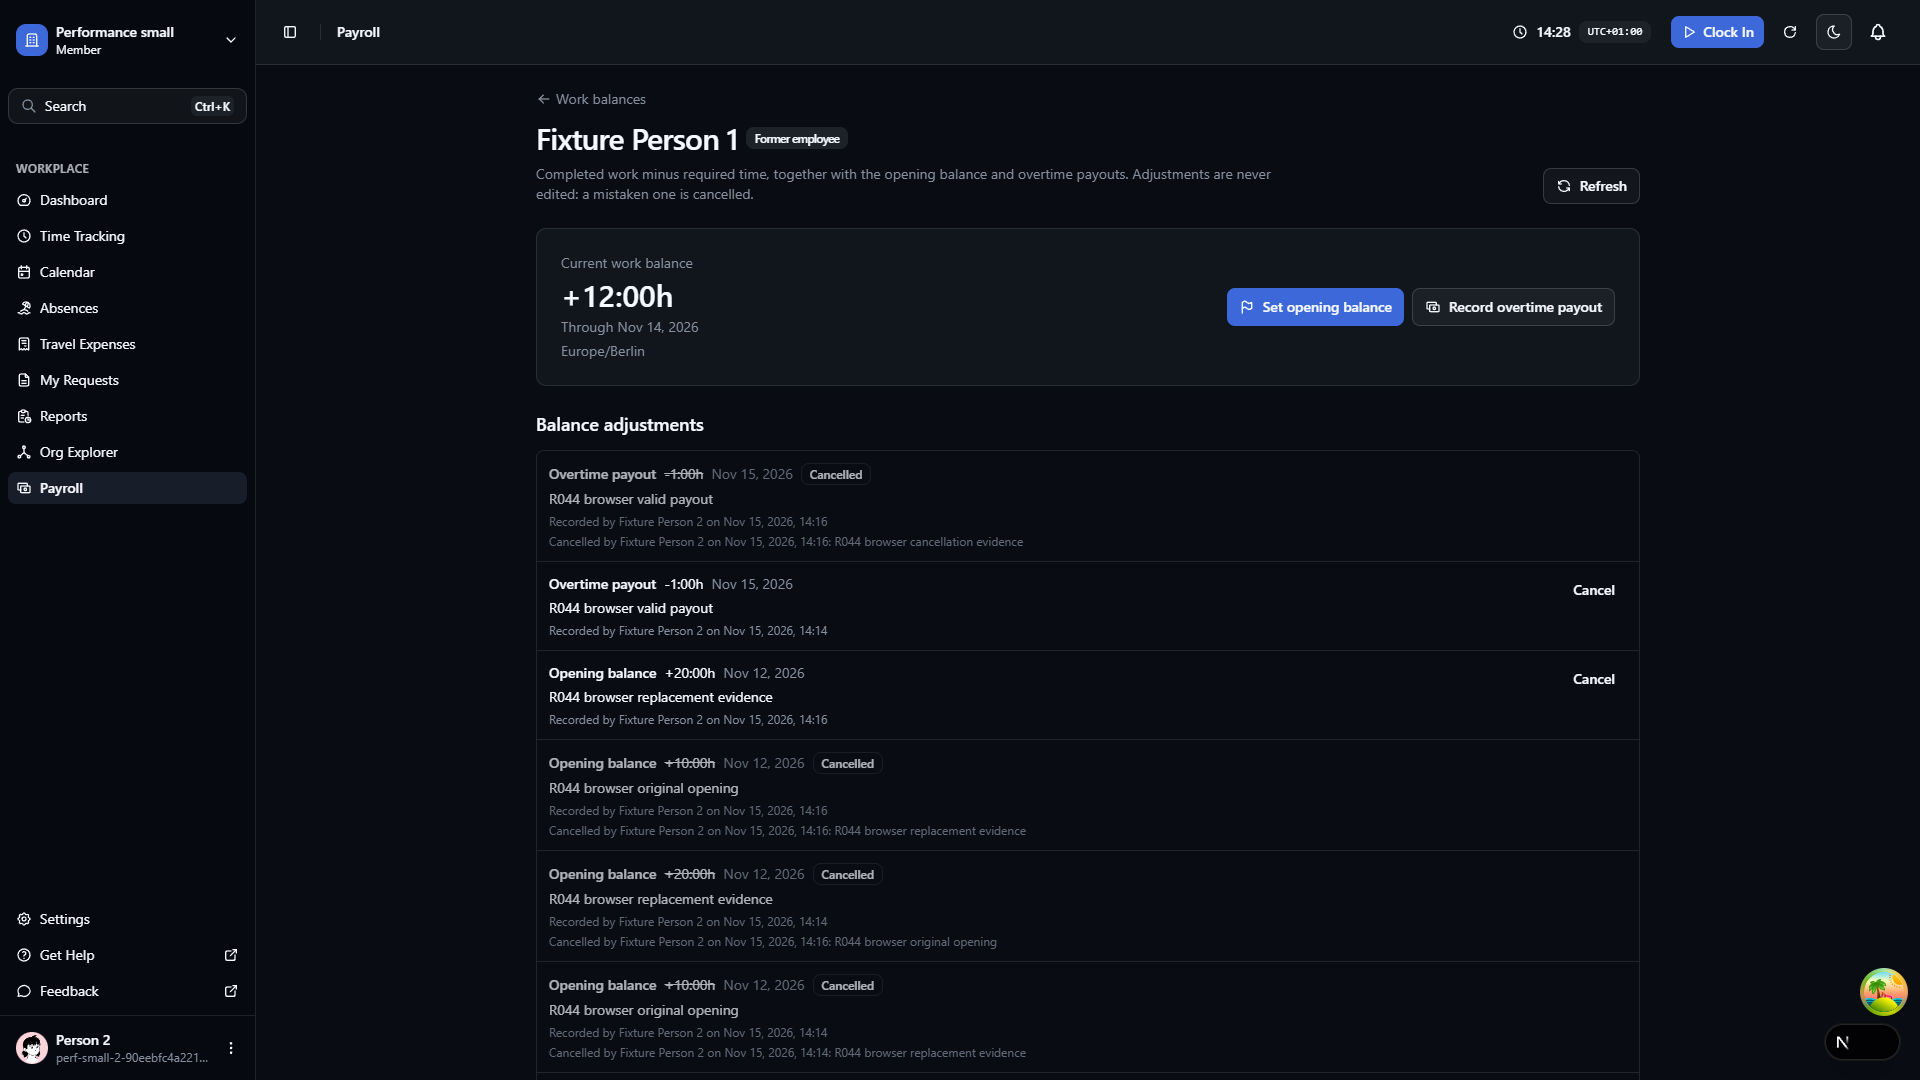 Performance small
Member
Search
Ctrl+K
WORKPLACE
Dashboard
Time Tracking
Calendar
Absences
Travel Expenses
My Requests
Reports
Org Explorer
Payroll
Settings
Get Help
Feedback
Person 2
perf-small-2-90eebfc4a221...
Payroll
14:28
UTC+01:00
Clock In
Work balances
Fixture Person 1
Former employee
Completed work minus required time, together with the opening balance and overtime payouts. Adjustments are never
edited: a mistaken one is cancelled.
Refresh
Current work balance
+12:00h
Through Nov 14, 2026
Europe/Berlin
Set opening balance
Record overtime payout
Balance adjustments
Overtime payout -1:00h Nov 15, 2026 Cancelled
R044 browser valid payout
Recorded by Fixture Person 2 on Nov 15, 2026, 14:16
Cancelled by Fixture Person 2 on Nov 15, 2026, 14:16: R044 browser cancellation evidence
Overtime payout -1:00h Nov 15, 2026
Cancel
R044 browser valid payout
Recorded by Fixture Person 2 on Nov 15, 2026, 14:14
Opening balance +20:00h Nov 12, 2026
Cancel
R044 browser replacement evidence
Recorded by Fixture Person 2 on Nov 15, 2026, 14:16
Opening balance +10:00h Nov 12, 2026 Cancelled
R044 browser original opening
Recorded by Fixture Person 2 on Nov 15, 2026, 14:16
Cancelled by Fixture Person 2 on Nov 15, 2026, 14:16: R044 browser replacement evidence
Opening balance +20:00h Nov 12, 2026 Cancelled
R044 browser replacement evidence
Recorded by Fixture Person 2 on Nov 15, 2026, 14:14
Cancelled by Fixture Person 2 on Nov 15, 2026, 14:16: R044 browser original opening
Opening balance +10:00h Nov 12, 2026 Cancelled
R044 browser original opening
Recorded by Fixture Person 2 on Nov 15, 2026, 14:14
Cancelled by Fixture Person 2 on Nov 15, 2026, 14:14: R044 browser replacement evidence
N